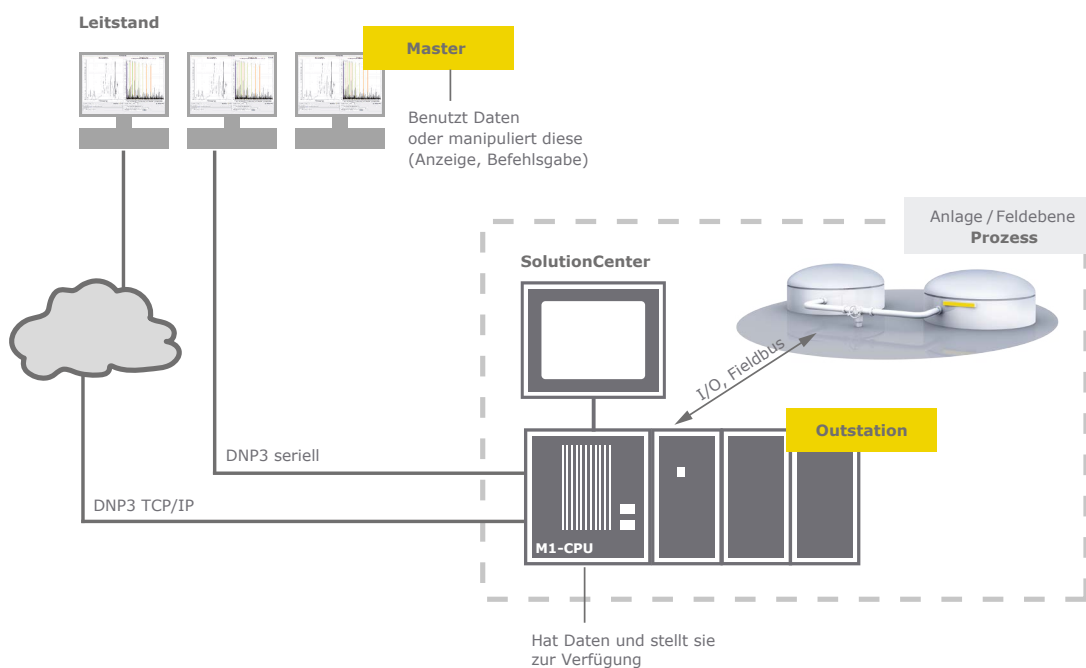 Leitstand
Master
Benutzt Daten
oder manipuliert diese
(Anzeige, Befehlsgabe)
Anlage / Feldebene
Prozess
SolutionCenter
I/O, Fieldbus
Outstation
DNP3 seriell
DNP3 TCP/IP
M1-CPU
Hat Daten und stellt sie
zur Verfügung